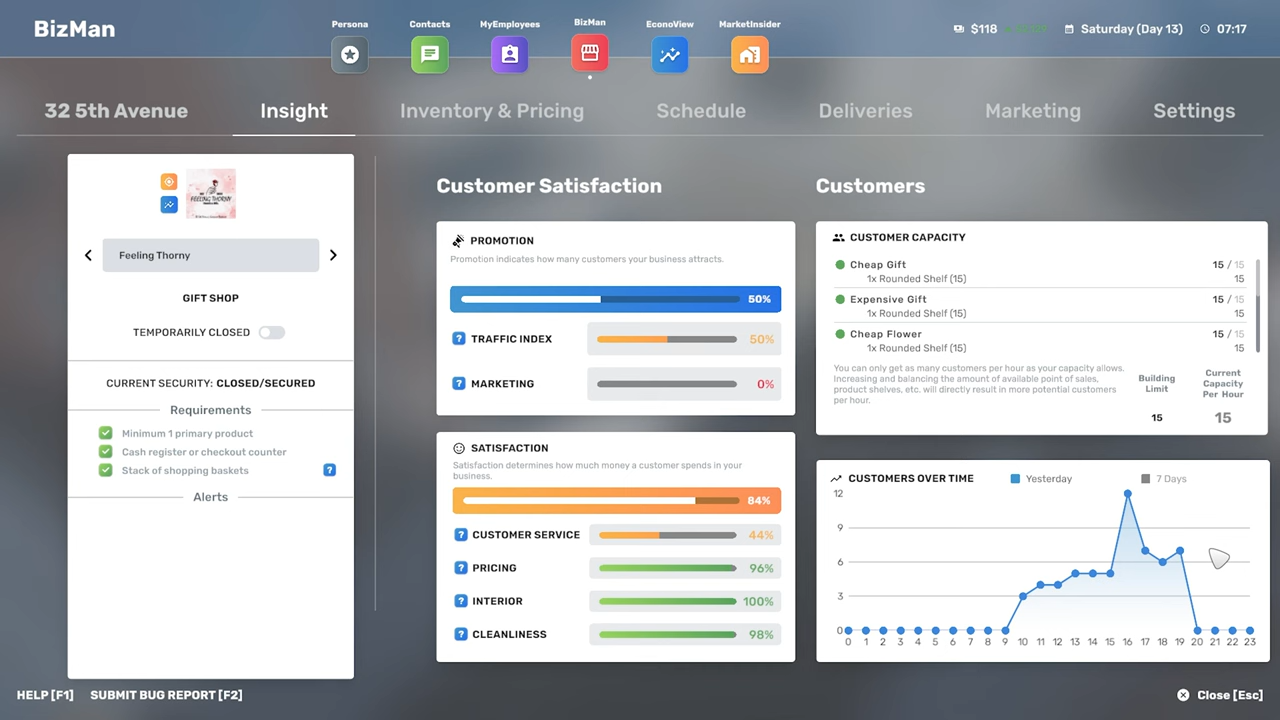 BizMan
Persona
Contacts
MyEmployees
BizMan
EconoView
MarketInsider
$118
Saturday (Day 13)
07:17
32 5th Avenue
Insight
Inventory & Pricing
Schedule
Deliveries
Marketing
Settings
FEELING THORNY
Feeling Thorny
GIFT SHOP
TEMPORARILY CLOSED
CURRENT SECURITY: CLOSED/SECURED
Requirements
Minimum 1 primary product
Cash register or checkout counter
Stack of shopping baskets
?
Alerts
Customer Satisfaction
PROMOTION
Promotion indicates how many customers your business attracts.
50%
? TRAFFIC INDEX 50%
? MARKETING 0%
SATISFACTION
Satisfaction determines how much money a customer spends in your
business.
84%
? CUSTOMER SERVICE 44%
? PRICING 96%
? INTERIOR 100%
? CLEANLINESS 98%
Customers
CUSTOMER CAPACITY
Cheap Gift 15 / 15
1x Rounded Shelf (15) 15
Expensive Gift 15 / 15
1x Rounded Shelf (15) 15
Cheap Flower 15 / 15
1x Rounded Shelf (15) 15
You can only get as many customers per hour as your capacity allows.
Increasing and balancing the amount of available point of sales,
product shelves, etc. will directly result in more potential customers
per hour.
Building
Limit
15
Current
Capacity
Per Hour
15
CUSTOMERS OVER TIME
Yesterday
7 Days
12
9
6
3
0
0 1 2 3 4 5 6 7 8 9 10 11 12 13 14 15 16 17 18 19 20 21 22 23
HELP [F1]
SUBMIT BUG REPORT [F2]
Close [Esc]